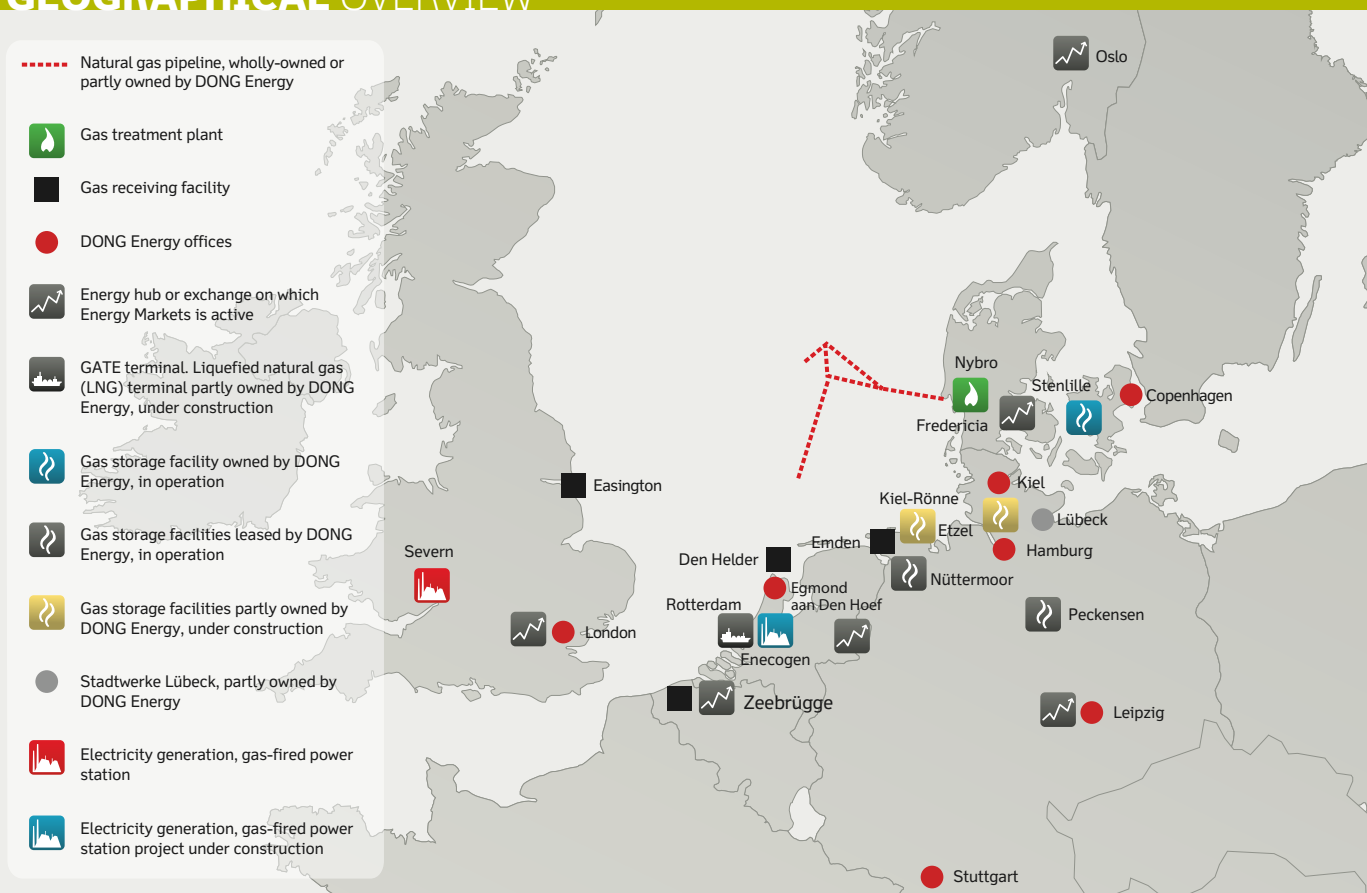 GEOGRAPHICAL OVERVIEW
Natural gas pipeline, wholly-owned or
partly owned by DONG Energy
Gas treatment plant
Gas receiving facility
DONG Energy offices
Energy hub or exchange on which
Energy Markets is active
GATE terminal. Liquefied natural gas
(LNG) terminal partly owned by DONG
Energy, under construction
Gas storage facility owned by DONG
Energy, in operation
Gas storage facilities leased by DONG
Energy, in operation
Gas storage facilities partly owned by
DONG Energy, under construction
Stadtwerke Lübeck, partly owned by
DONG Energy
Electricity generation, gas-fired power
station
Electricity generation, gas-fired power
station project under construction
Oslo
Nybro
Stenlille
Copenhagen
Fredericia
Easington
Kiel
Kiel-Rönne
Lübeck
Etzel
Emden
Hamburg
Severn
Den Helder
Nüttermoor
Egmond
aan Den Hoef
Rotterdam
Peckensen
London
Enecogen
Zeebrügge
Leipzig
Stuttgart